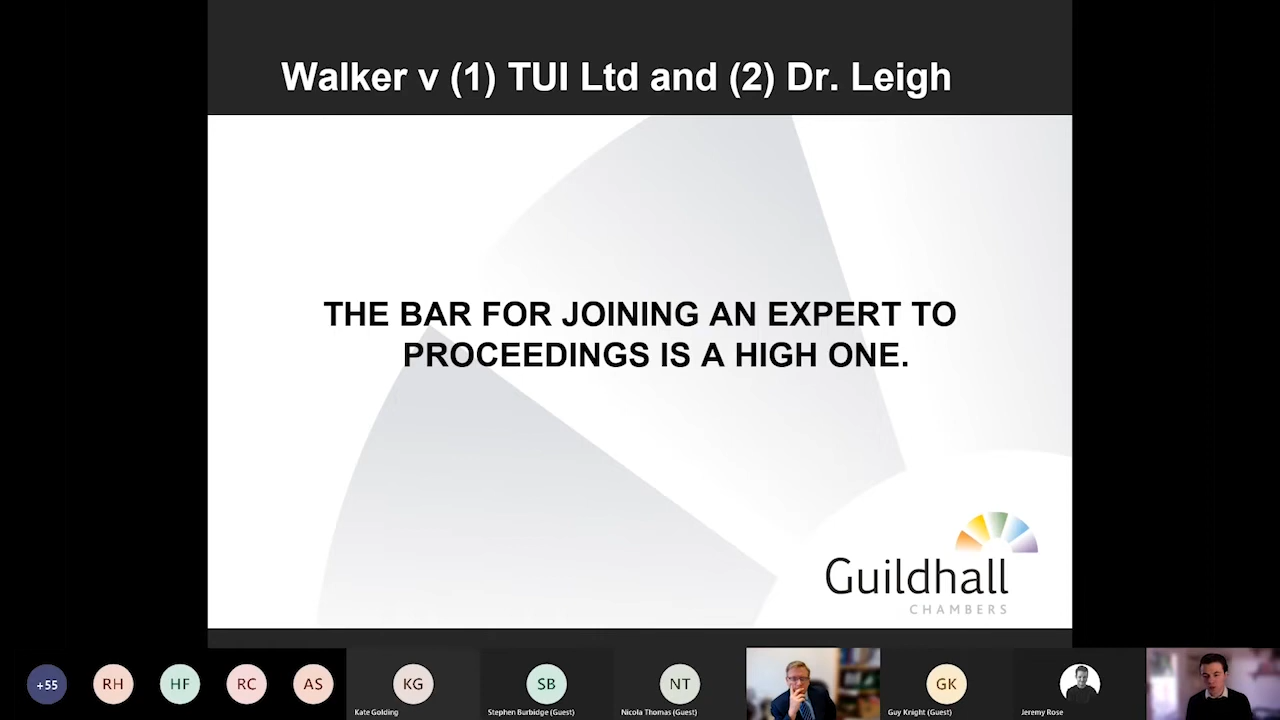 Walker v (1) TUI Ltd and (2) Dr. Leigh
THE BAR FOR JOINING AN EXPERT TO
PROCEEDINGS IS A HIGH ONE.
Guildhall
CHAMBERS
+55
RH
HF
RC
AS
KG
SB
NT
GK
Kate Golding
Stephen Burbidge (Guest)
Nicola Thomas (Guest)
Guy Knight (Guest)
Jeremy Rose